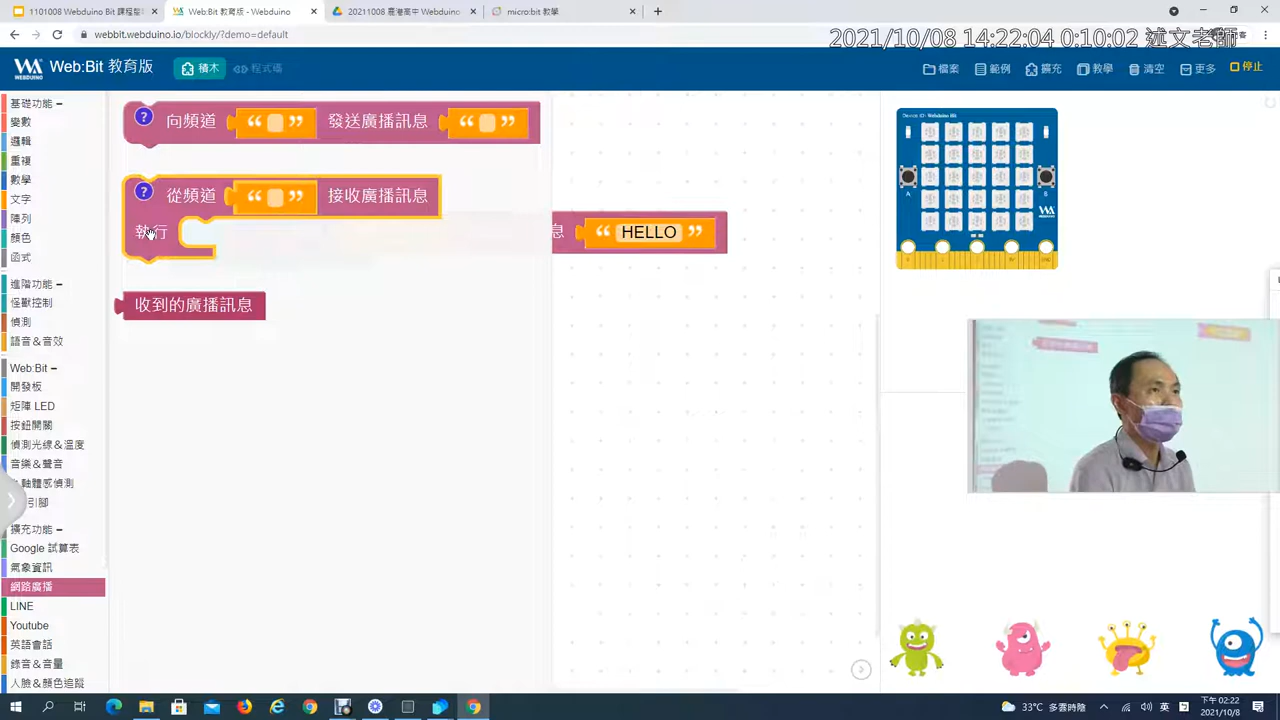 1101008 Webduino Bit 課程
Web:Bit 教育版 - Webduino
20211008 鹿港高中 WEBDUINO
micro:bit 教學
webbit.webduino.io/blockly/?demo=default
2021/10/08 14:22:04 0:10:02 述文老師
WEBDUINO
Web:Bit 教育版
積木
程式碼
檔案
範例
擴充
教學
清空
更多
停止
基礎功能
變數
邏輯
重複
數學
文字
陣列
顏色
函式
進階功能
怪獸控制
偵測
語音＆音效
Web:Bit
開發板
矩陣 LED
按鈕開關
偵測光線＆溫度
音樂＆聲音
軸體感偵測
引腳
擴充功能
Google 試算表
氣象資訊
網路廣播
LINE
Youtube
英語會話
錄音＆音量
人臉＆顏色追蹤
? 向頻道 “ ” 發送廣播訊息 “ ”
? 從頻道 “ ” 接收廣播訊息
執行
息 “ HELLO ”
收到的廣播訊息
A
B
33°C 多雲時陰
英
下午 02:22
2021/10/8